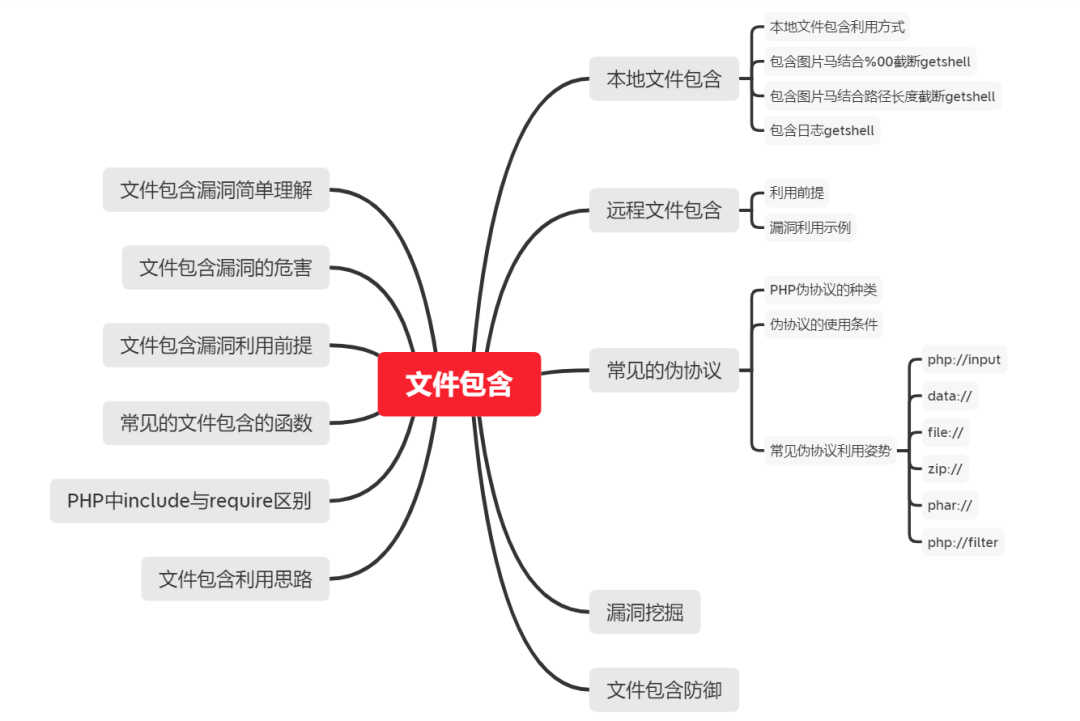 文件包含
文件包含漏洞简单理解
文件包含漏洞的危害
文件包含漏洞利用前提
常见的文件包含的函数
PHP中include与require区别
文件包含利用思路
本地文件包含
本地文件包含利用方式
包含图片马结合%00截断getshell
包含图片马结合路径长度截断getshell
包含日志getshell
远程文件包含
利用前提
漏洞利用示例
常见的伪协议
PHP伪协议的种类
伪协议的使用条件
常见伪协议利用姿势
php://input
data://
file://
zip://
phar://
php://filter
漏洞挖掘
文件包含防御